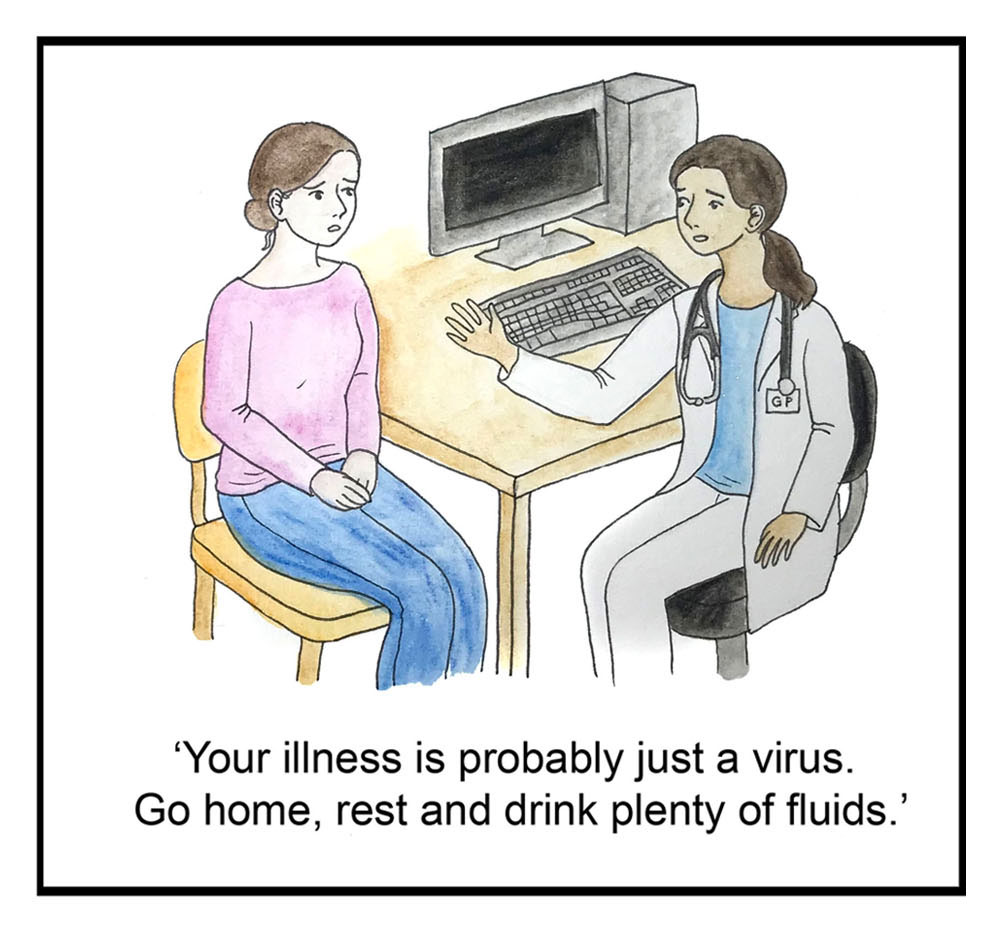 GP
‘Your illness is probably just a virus.
Go home, rest and drink plenty of fluids.’